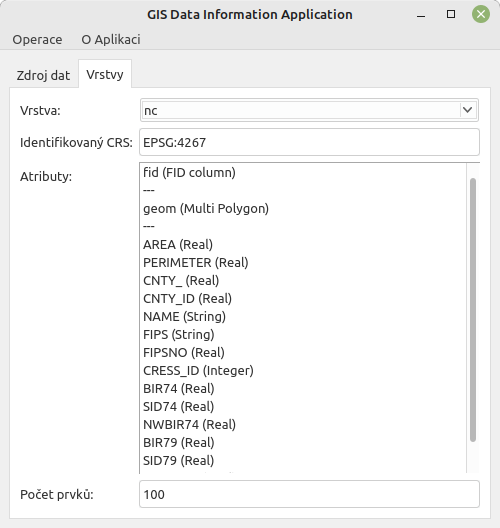 GIS Data Information Application
Operace O Aplikaci
Zdroj dat Vrstvy
Vrstva: nc
Identifikovaný CRS: EPSG:4267
Atributy:
fid (FID column)
---
geom (Multi Polygon)
---
AREA (Real)
PERIMETER (Real)
CNTY_ (Real)
CNTY_ID (Real)
NAME (String)
FIPS (String)
FIPSNO (Real)
CRESS_ID (Integer)
BIR74 (Real)
SID74 (Real)
NWBIR74 (Real)
BIR79 (Real)
SID79 (Real)
Počet prvků: 100